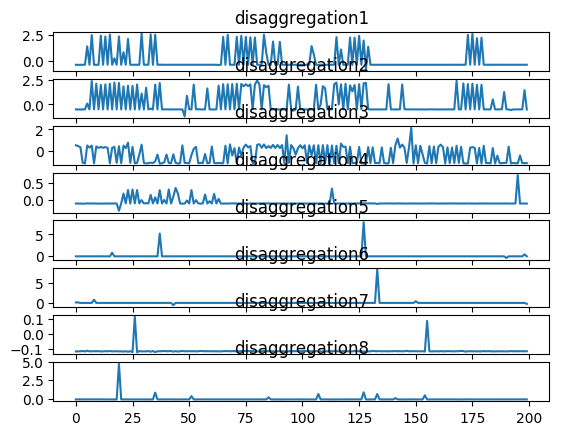 disaggregation1
2.5
0.0
disaggregation2
2.5
0.0
disaggregation3
2
0
disaggregation4
0.5
0.0
disaggregation5
5
0
disaggregation6
5
0
disaggregation7
0.1
0.0
−0.1
disaggregation8
5.0
2.5
0.0
0 25 50 75 100 125 150 175 200